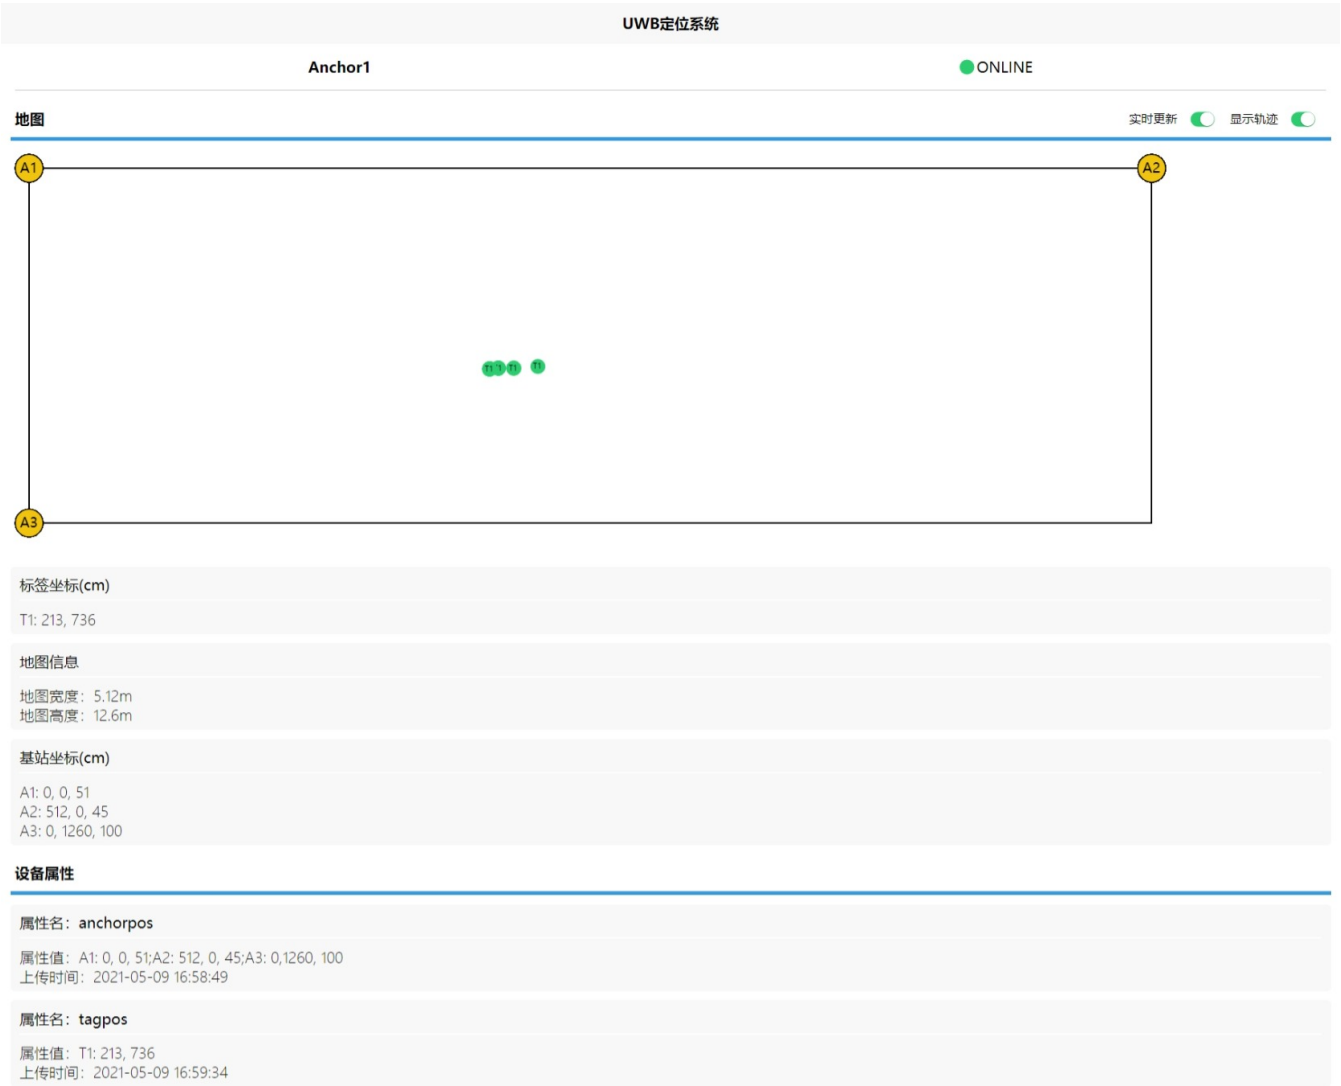 UWB定位系统
Anchor1
ONLINE
地图
实时更新
显示轨迹
A1
A2
T1
T1
T1
A3
标签坐标(cm)
T1: 213, 736
地图信息
地图宽度：5.12m
地图高度：12.6m
基站坐标(cm)
A1: 0, 0, 51
A2: 512, 0, 45
A3: 0, 1260, 100
设备属性
属性名：anchorpos
属性值：A1: 0, 0, 51;A2: 512, 0, 45;A3: 0,1260, 100
上传时间：2021-05-09 16:58:49
属性名：tagpos
属性值：T1: 213, 736
上传时间：2021-05-09 16:59:34